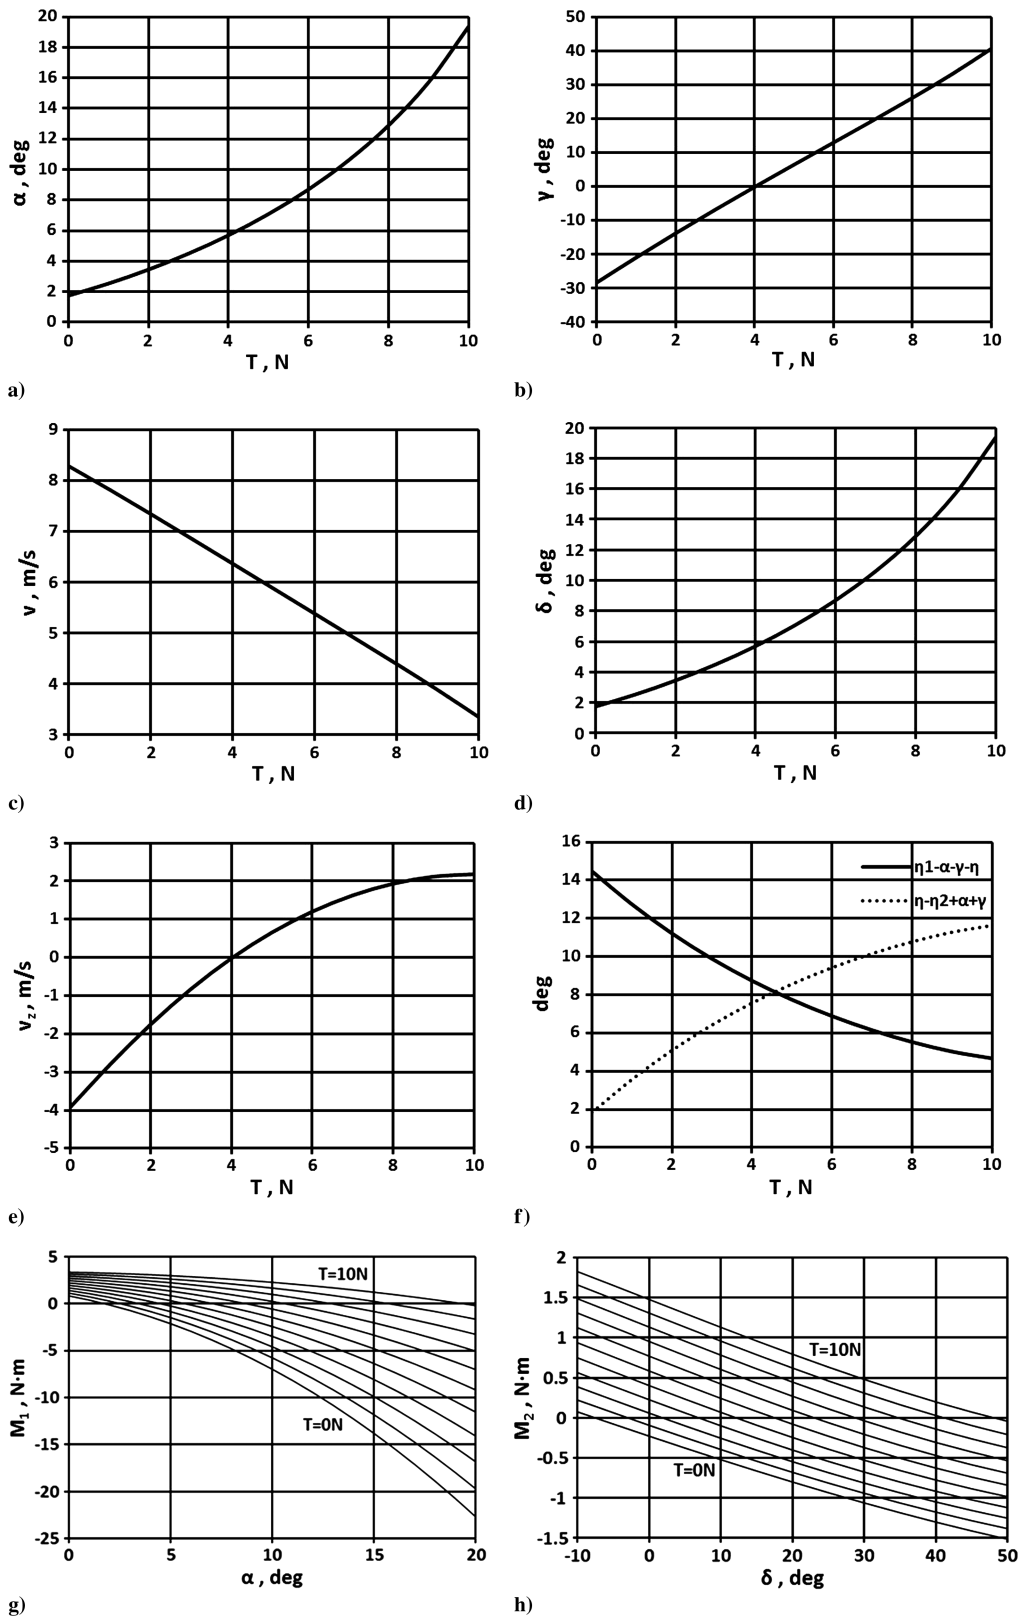 20
18
16
14
12
10
8
6
4
2
0
α , deg
0 2 4 6 8 10
T , N
a)
50
40
30
20
10
0
-10
-20
-30
-40
γ , deg
0 2 4 6 8 10
T , N
b)
9
8
7
6
5
4
3
v , m/s
0 2 4 6 8 10
T , N
c)
20
18
16
14
12
10
8
6
4
2
0
δ , deg
0 2 4 6 8 10
T , N
d)
3
2
1
0
-1
-2
-3
-4
-5
vz , m/s
0 2 4 6 8 10
T , N
e)
16
14
12
10
8
6
4
2
0
deg
η1-α-γ-η
η-η2+α+γ
0 2 4 6 8 10
T , N
f)
5
0
-5
-10
-15
-20
-25
M1 , N·m
T=10N
T=0N
0 5 10 15 20
α , deg
g)
2
1.5
1
0.5
0
-0.5
-1
-1.5
M2 , N·m
T=10N
T=0N
-10 0 10 20 30 40 50
δ , deg
h)